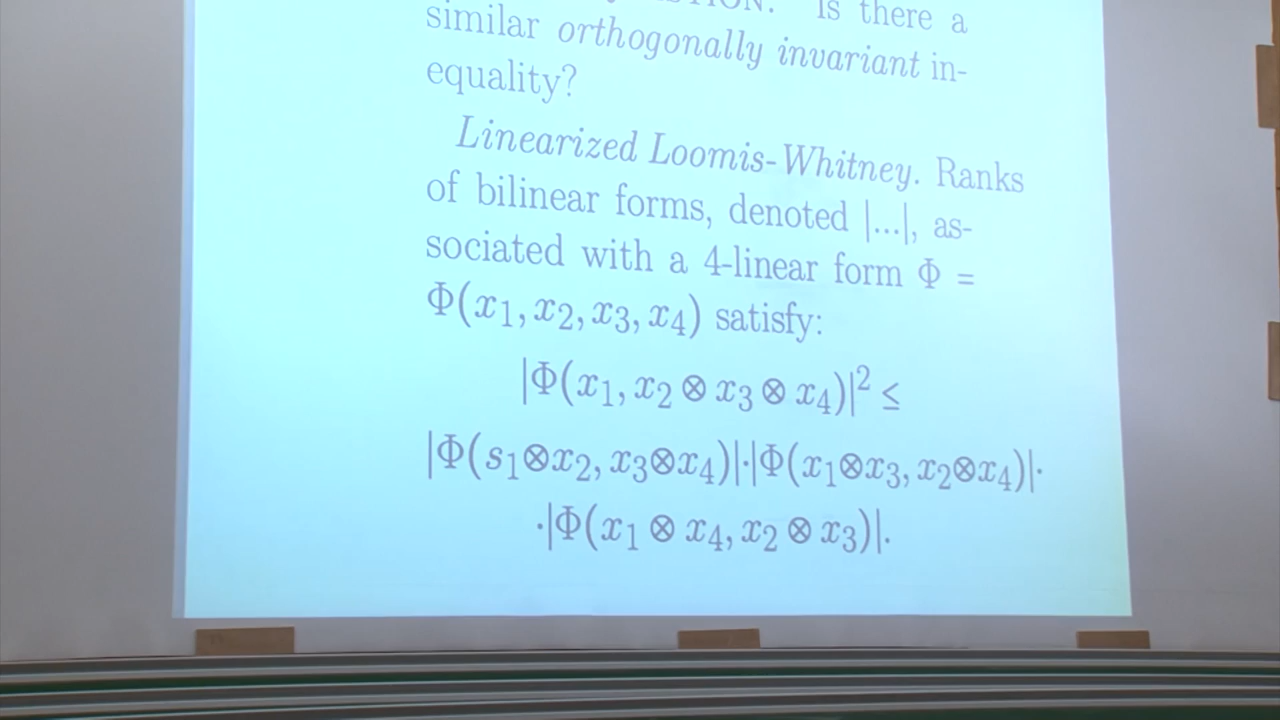 Is there a
similar orthogonally invariant in-
equality?
Linearized Loomis-Whitney. Ranks
of bilinear forms, denoted |...|, as-
sociated with a 4-linear form Φ =
Φ(x₁, x₂, x₃, x₄) satisfy:
|Φ(x₁, x₂ ⊗ x₃ ⊗ x₄)|² ≤
|Φ(s₁⊗x₂, x₃⊗x₄)|·|Φ(x₁⊗x₃, x₂⊗x₄)|·
·|Φ(x₁ ⊗ x₄, x₂ ⊗ x₃)|.